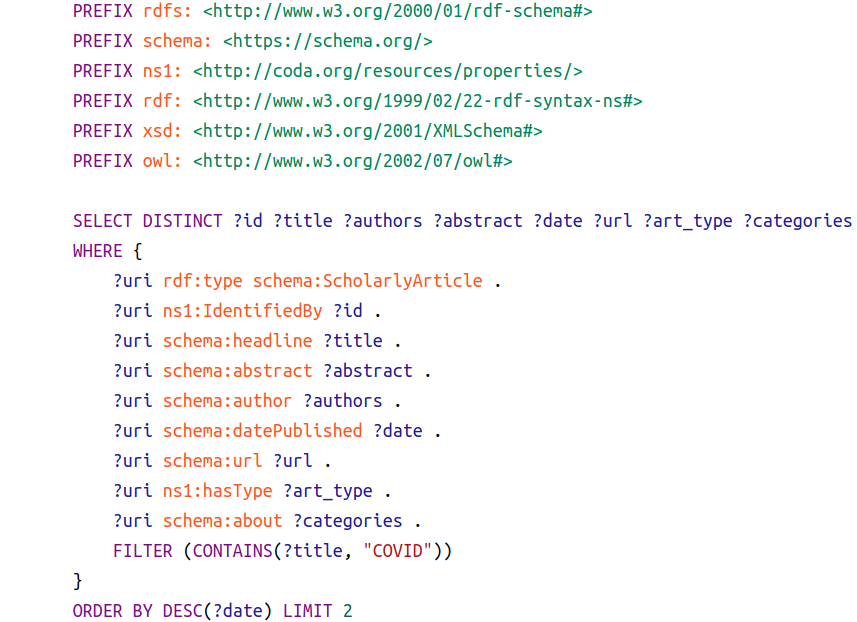 PREFIX rdfs: <http://www.w3.org/2000/01/rdf-schema#>
PREFIX schema: <https://schema.org/>
PREFIX ns1: <http://coda.org/resources/properties/>
PREFIX rdf: <http://www.w3.org/1999/02/22-rdf-syntax-ns#>
PREFIX xsd: <http://www.w3.org/2001/XMLSchema#>
PREFIX owl: <http://www.w3.org/2002/07/owl#>
SELECT DISTINCT ?id ?title ?authors ?abstract ?date ?url ?art_type ?categories
WHERE {
?uri rdf:type schema:ScholarlyArticle .
?uri ns1:IdentifiedBy ?id .
?uri schema:headline ?title .
?uri schema:abstract ?abstract .
?uri schema:author ?authors .
?uri schema:datePublished ?date .
?uri schema:url ?url .
?uri ns1:hasType ?art_type .
?uri schema:about ?categories .
FILTER (CONTAINS(?title, "COVID"))
}
ORDER BY DESC(?date) LIMIT 2